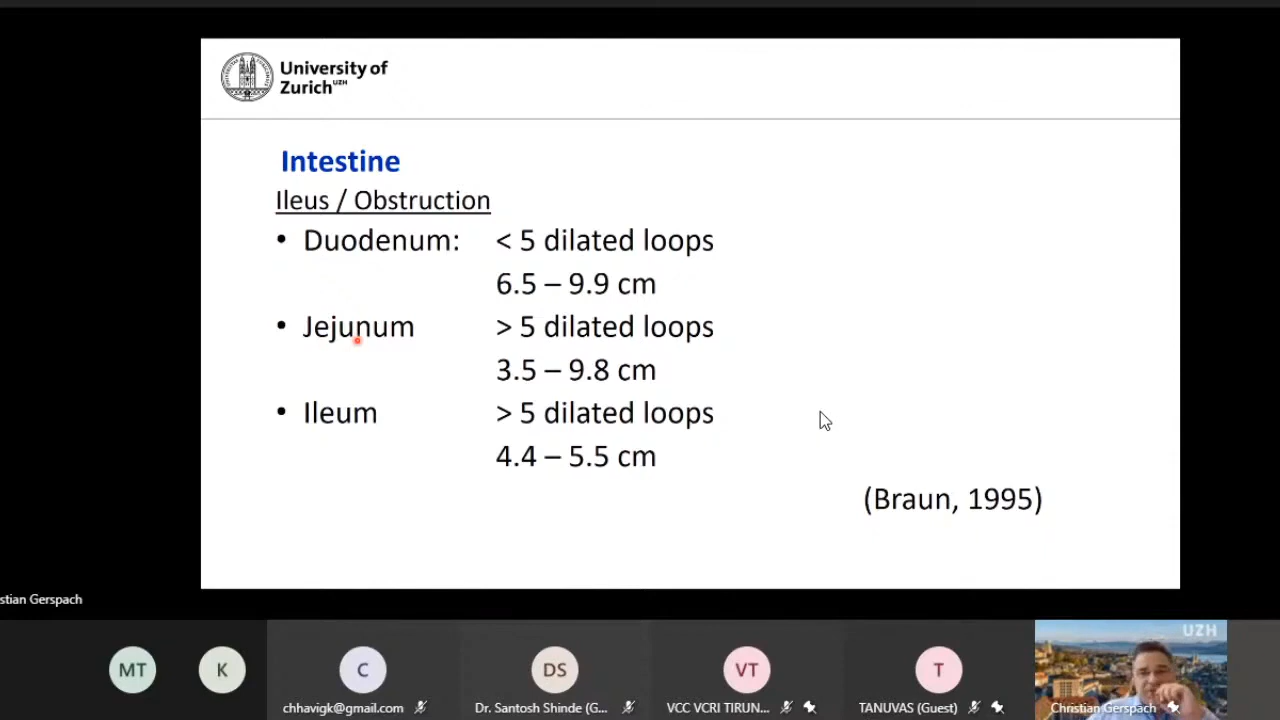 University of
Zurich UZH
Intestine
Ileus / Obstruction
• Duodenum: < 5 dilated loops
6.5 – 9.9 cm
• Jejunum > 5 dilated loops
3.5 – 9.8 cm
• Ileum > 5 dilated loops
4.4 – 5.5 cm
(Braun, 1995)
stian Gerspach
UZH
MT K C DS VT T
chhavigk@gmail.com Dr. Santosh Shinde (G... VCC VCRI TIRUN... TANUVAS (Guest) Christian Gerspach